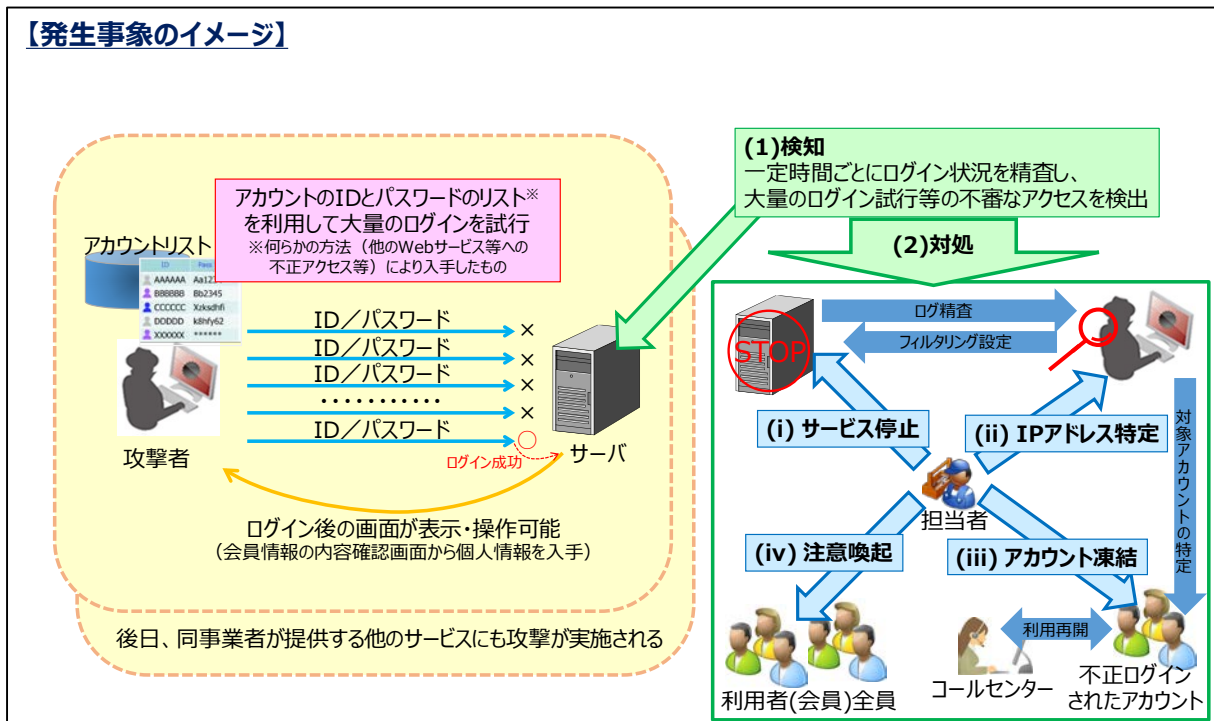 【発生事象のイメージ】
(1)検知
一定時間ごとにログイン状況を精査し、
大量のログイン試行等の不審なアクセスを検出
(2)対処
アカウントのIDとパスワードのリスト※
を利用して大量のログインを試行
※何らかの方法（他のWebサービス等への
不正アクセス等）により入手したもの
アカウントリスト
ID Pass
AAAAAA Aa123
BBBBBB Bb2345
CCCCCC Xzksdhfi
DDDDD k8hfy62
XXXXXX ******
ID／パスワード ×
ID／パスワード ×
ID／パスワード ×
・・・・・・・・・・・ ×
ID／パスワード ○
ログイン成功
攻撃者
サーバ
ログイン後の画面が表示・操作可能
（会員情報の内容確認画面から個人情報を入手）
後日、同事業者が提供する他のサービスにも攻撃が実施される
STOP
ログ精査
フィルタリング設定
(i) サービス停止
(ii) IPアドレス特定
対象アカウントの特定
担当者
(iv) 注意喚起
(iii) アカウント凍結
利用再開
利用者(会員)全員
コールセンター
不正ログイン
されたアカウント